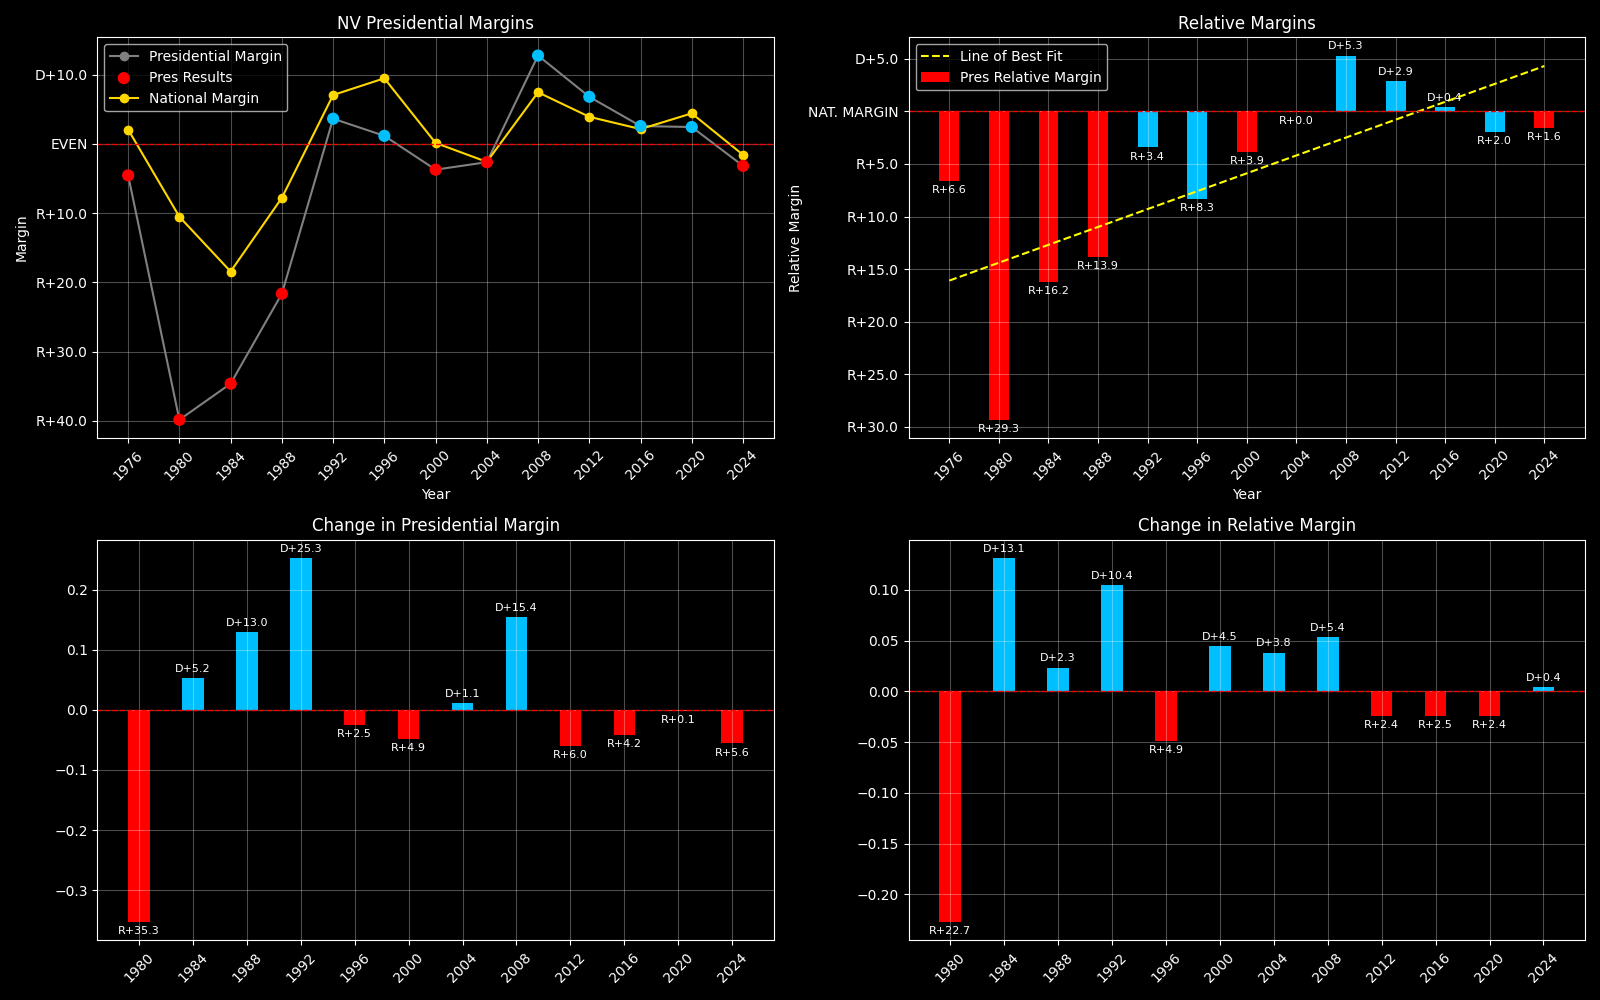 NV Presidential Margins
Presidential Margin
Pres Results
National Margin
D+10.0
EVEN
R+10.0
R+20.0
R+30.0
R+40.0
Margin
1976
1980
1984
1988
1992
1996
2000
2004
2008
2012
2016
2020
2024
Year
Relative Margins
Line of Best Fit
Pres Relative Margin
D+5.0
NAT. MARGIN
R+5.0
R+10.0
R+15.0
R+20.0
R+25.0
R+30.0
Relative Margin
R+6.6
R+29.3
R+16.2
R+13.9
R+3.4
R+8.3
R+3.9
R+0.0
D+5.3
D+2.9
D+0.4
R+2.0
R+1.6
1976
1980
1984
1988
1992
1996
2000
2004
2008
2012
2016
2020
2024
Year
Change in Presidential Margin
0.2
0.1
0.0
−0.1
−0.2
−0.3
R+35.3
D+5.2
D+13.0
D+25.3
R+2.5
R+4.9
D+1.1
D+15.4
R+6.0
R+4.2
R+0.1
R+5.6
1980
1984
1988
1992
1996
2000
2004
2008
2012
2016
2020
2024
Change in Relative Margin
0.10
0.05
0.00
−0.05
−0.10
−0.15
−0.20
R+22.7
D+13.1
D+2.3
D+10.4
R+4.9
D+4.5
D+3.8
D+5.4
R+2.4
R+2.5
R+2.4
D+0.4
1980
1984
1988
1992
1996
2000
2004
2008
2012
2016
2020
2024